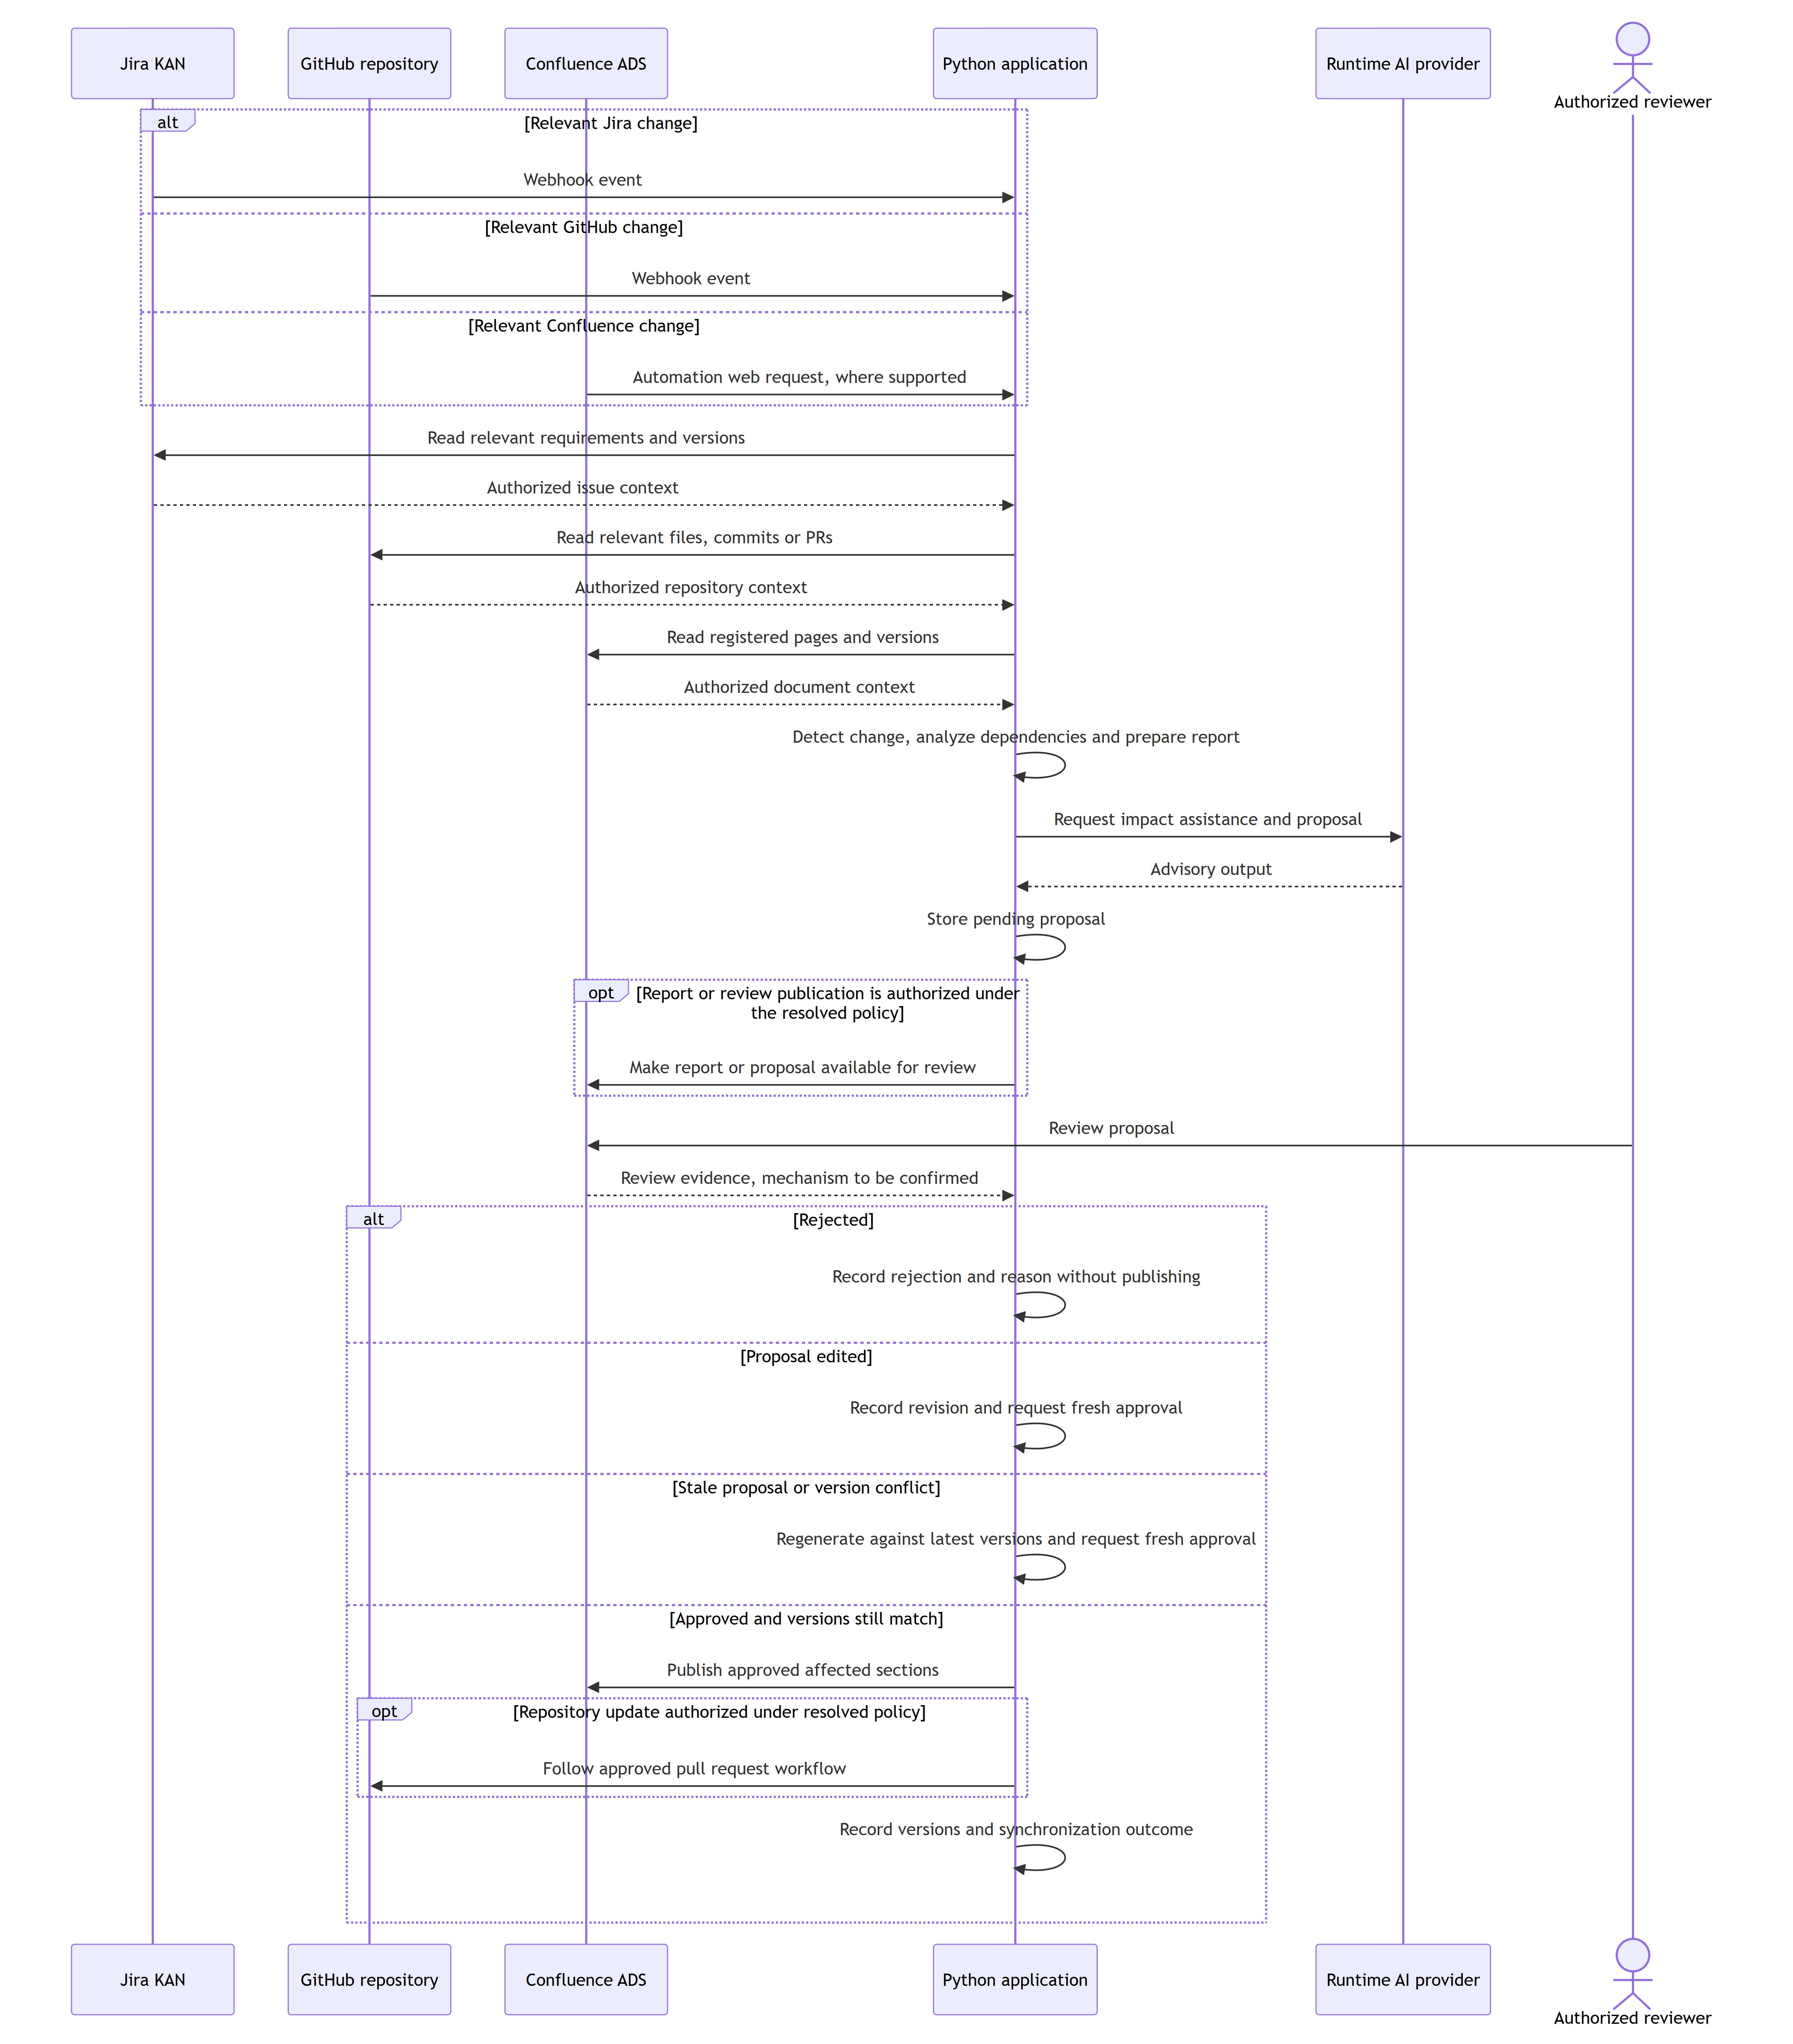 Jira KAN
GitHub repository
Confluence ADS
Python application
Runtime AI provider
Authorized reviewer
alt
[Relevant Jira change]
Webhook event
[Relevant GitHub change]
Webhook event
[Relevant Confluence change]
Automation web request, where supported
Read relevant requirements and versions
Authorized issue context
Read relevant files, commits or PRs
Authorized repository context
Read registered pages and versions
Authorized document context
Detect change, analyze dependencies and prepare report
Request impact assistance and proposal
Advisory output
Store pending proposal
opt
[Report or review publication is authorized under
the resolved policy]
Make report or proposal available for review
Review proposal
Review evidence, mechanism to be confirmed
alt
[Rejected]
Record rejection and reason without publishing
[Proposal edited]
Record revision and request fresh approval
[Stale proposal or version conflict]
Regenerate against latest versions and request fresh approval
[Approved and versions still match]
Publish approved affected sections
opt
[Repository update authorized under resolved policy]
Follow approved pull request workflow
Record versions and synchronization outcome
Jira KAN
GitHub repository
Confluence ADS
Python application
Runtime AI provider
Authorized reviewer